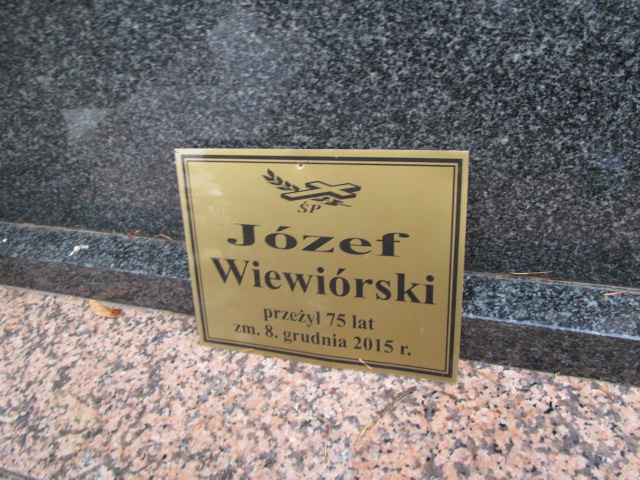 ŚP
Józef
Wiewiórski
przeżył 75 lat
zm. 8. grudnia 2015 r.